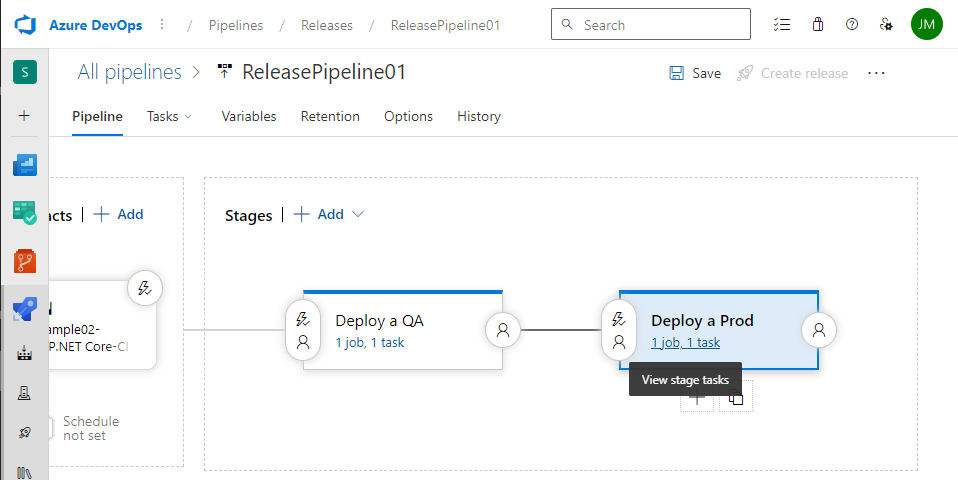 Azure DevOps / Pipelines / Releases / ReleasePipeline01 Search JM
S All pipelines > ReleasePipeline01 Save Create release ...
Pipeline Tasks Variables Retention Options History
acts | + Add
Stages | + Add
Deploy a QA
1 job, 1 task
Deploy a Prod
1 job, 1 task
View stage tasks
ample02-
P.NET Core-CI
Schedule
not set